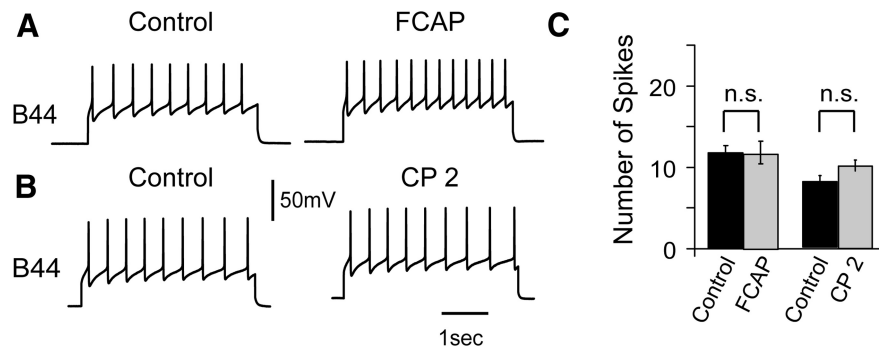 A
Control
FCAP
B44
B
Control
CP 2
50mV
B44
1sec
C
Number of Spikes
20
10
0
n.s.
n.s.
Control
FCAP
Control
CP 2